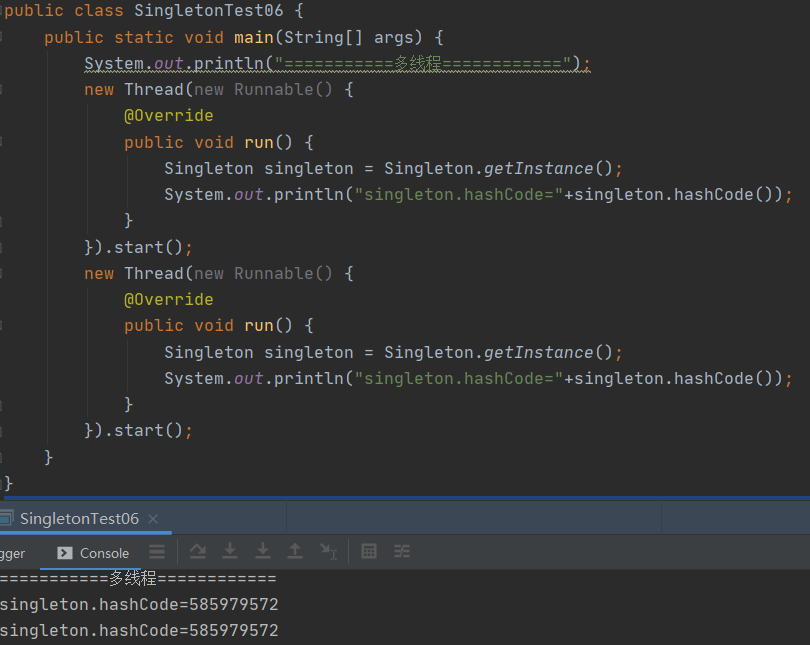 public class SingletonTest06 {
    public static void main(String[] args) {
        System.out.println("===========多线程============");
        new Thread(new Runnable() {
            @Override
            public void run() {
                Singleton singleton = Singleton.getInstance();
                System.out.println("singleton.hashCode="+singleton.hashCode());
            }
        }).start();
        new Thread(new Runnable() {
            @Override
            public void run() {
                Singleton singleton = Singleton.getInstance();
                System.out.println("singleton.hashCode="+singleton.hashCode());
            }
        }).start();
    }
}
SingletonTest06 ×
gger Console
===========多线程============
singleton.hashCode=585979572
singleton.hashCode=585979572